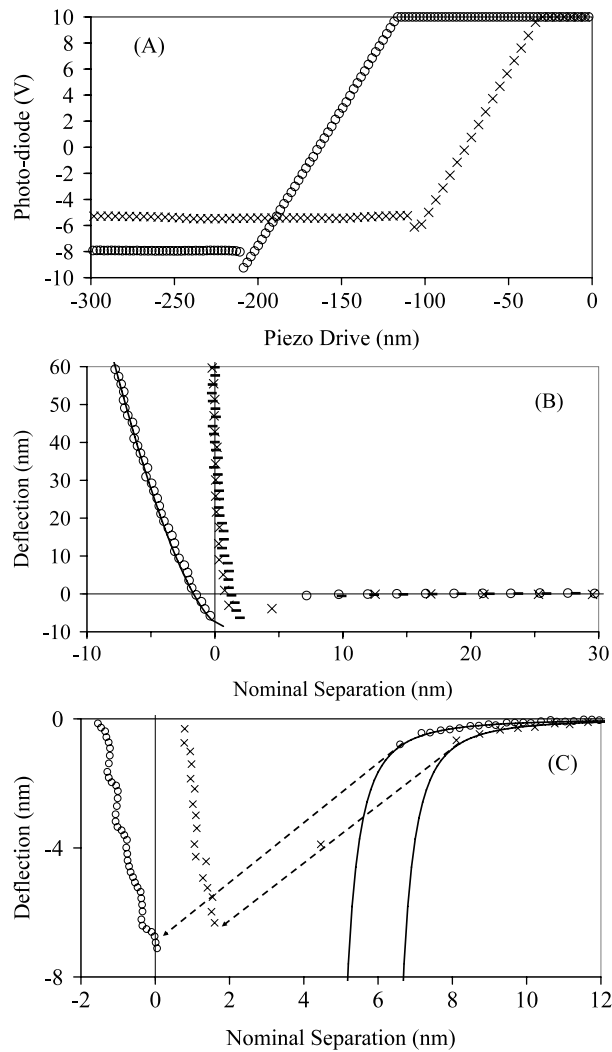 10
8
6
4
2
0
-2
-4
-6
-8
-10
(A)
Photo-diode (V)
-300 -250 -200 -150 -100 -50 0
Piezo Drive (nm)
60
50
40
30
20
10
0
-10
(B)
Deflection (nm)
-10 0 10 20 30
Nominal Separation (nm)
0
-4
-8
(C)
Deflection (nm)
-2 0 2 4 6 8 10 12
Nominal Separation (nm)